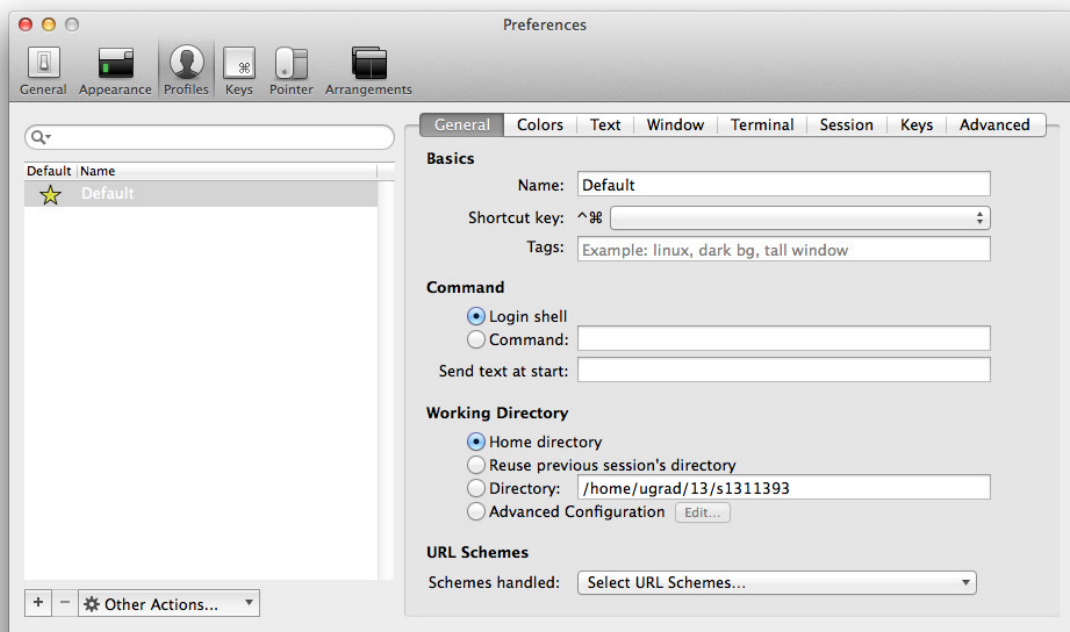 Preferences
General Appearance Profiles Keys Pointer Arrangements
General Colors Text Window Terminal Session Keys Advanced
Default Name
Default
Basics
Name: Default
Shortcut key: ^⌘
Tags: Example: linux, dark bg, tall window
Command
Login shell
Command:
Send text at start:
Working Directory
Home directory
Reuse previous session's directory
Directory: /home/ugrad/13/s1311393
Advanced Configuration Edit...
URL Schemes
Schemes handled: Select URL Schemes...
+ − Other Actions...